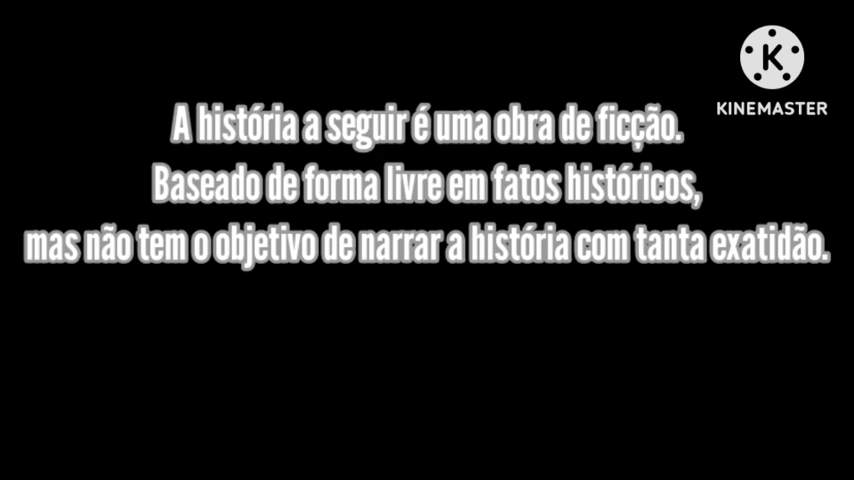 KINEMASTER
A história a seguir é uma obra de ficção.
Baseado de forma livre em fatos históricos,
mas não tem o objetivo de narrar a história com tanta exatidão.